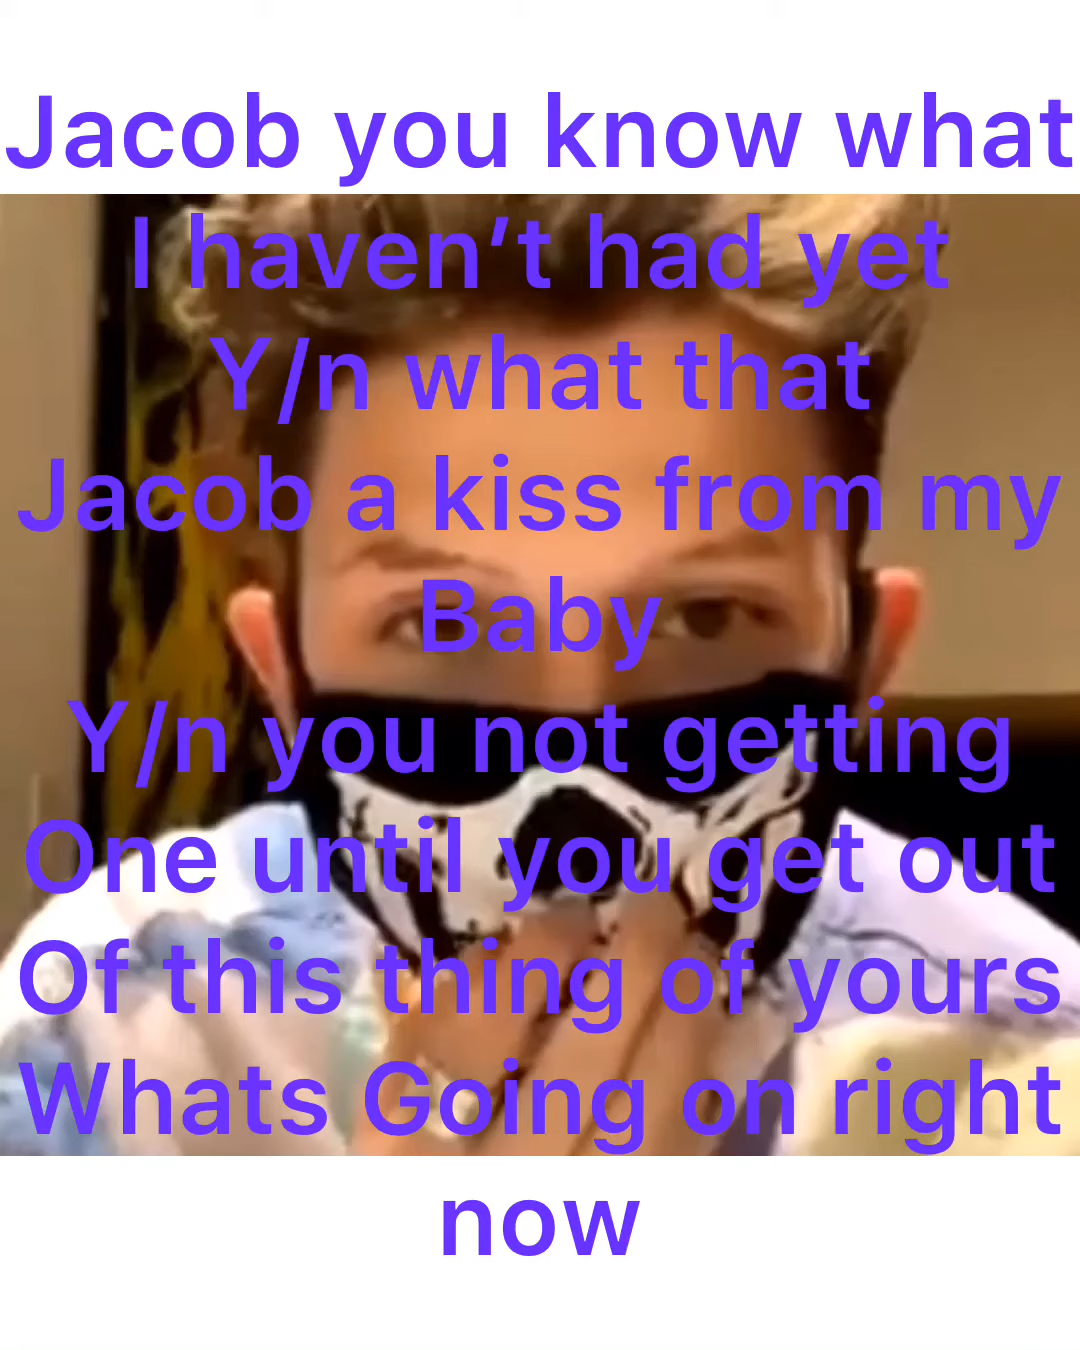 Jacob you know what
I haven’t had yet
Y/n what that
Jacob a kiss from my
Baby
Y/n you not getting
One until you get out
Of this thing of yours
Whats Going on right
now